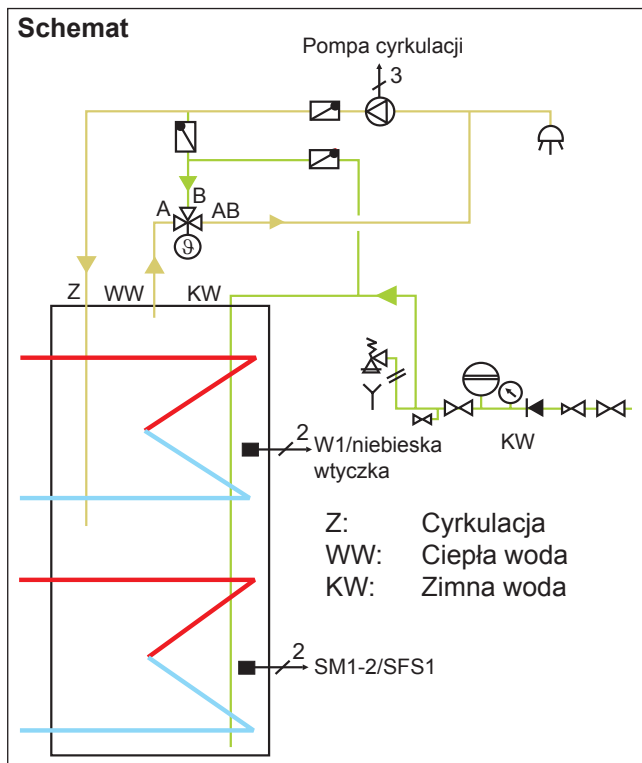 Schemat
Pompa cyrkulacji
3
B
A
AB
ϑ
Z
WW
KW
2
W1/niebieska
wtyczka
KW
Z: Cyrkulacja
WW: Ciepła woda
KW: Zimna woda
2
SM1-2/SFS1